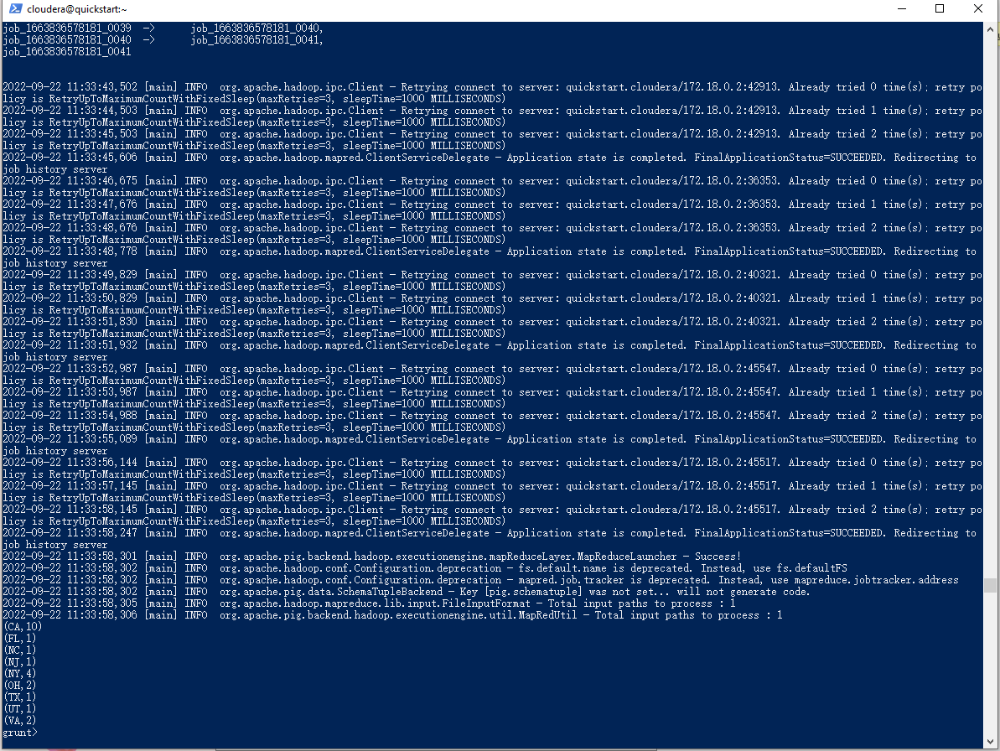 cloudera@quickstart:~
job_1663836578181_0039  ->      job_1663836578181_0040,
job_1663836578181_0040  ->      job_1663836578181_0041,
job_1663836578181_0041
2022-09-22 11:33:43,502 [main] INFO  org.apache.hadoop.ipc.Client - Retrying connect to server: quickstart.cloudera/172.18.0.2:42913. Already tried 0 time(s); retry po
licy is RetryUpToMaximumCountWithFixedSleep(maxRetries=3, sleepTime=1000 MILLISECONDS)
2022-09-22 11:33:44,503 [main] INFO  org.apache.hadoop.ipc.Client - Retrying connect to server: quickstart.cloudera/172.18.0.2:42913. Already tried 1 time(s); retry po
licy is RetryUpToMaximumCountWithFixedSleep(maxRetries=3, sleepTime=1000 MILLISECONDS)
2022-09-22 11:33:45,503 [main] INFO  org.apache.hadoop.ipc.Client - Retrying connect to server: quickstart.cloudera/172.18.0.2:42913. Already tried 2 time(s); retry po
licy is RetryUpToMaximumCountWithFixedSleep(maxRetries=3, sleepTime=1000 MILLISECONDS)
2022-09-22 11:33:45,606 [main] INFO  org.apache.hadoop.mapred.ClientServiceDelegate - Application state is completed. FinalApplicationStatus=SUCCEEDED. Redirecting to
job history server
2022-09-22 11:33:46,675 [main] INFO  org.apache.hadoop.ipc.Client - Retrying connect to server: quickstart.cloudera/172.18.0.2:36353. Already tried 0 time(s); retry po
licy is RetryUpToMaximumCountWithFixedSleep(maxRetries=3, sleepTime=1000 MILLISECONDS)
2022-09-22 11:33:47,676 [main] INFO  org.apache.hadoop.ipc.Client - Retrying connect to server: quickstart.cloudera/172.18.0.2:36353. Already tried 1 time(s); retry po
licy is RetryUpToMaximumCountWithFixedSleep(maxRetries=3, sleepTime=1000 MILLISECONDS)
2022-09-22 11:33:48,676 [main] INFO  org.apache.hadoop.ipc.Client - Retrying connect to server: quickstart.cloudera/172.18.0.2:36353. Already tried 2 time(s); retry po
licy is RetryUpToMaximumCountWithFixedSleep(maxRetries=3, sleepTime=1000 MILLISECONDS)
2022-09-22 11:33:48,778 [main] INFO  org.apache.hadoop.mapred.ClientServiceDelegate - Application state is completed. FinalApplicationStatus=SUCCEEDED. Redirecting to
job history server
2022-09-22 11:33:49,829 [main] INFO  org.apache.hadoop.ipc.Client - Retrying connect to server: quickstart.cloudera/172.18.0.2:40321. Already tried 0 time(s); retry po
licy is RetryUpToMaximumCountWithFixedSleep(maxRetries=3, sleepTime=1000 MILLISECONDS)
2022-09-22 11:33:50,829 [main] INFO  org.apache.hadoop.ipc.Client - Retrying connect to server: quickstart.cloudera/172.18.0.2:40321. Already tried 1 time(s); retry po
licy is RetryUpToMaximumCountWithFixedSleep(maxRetries=3, sleepTime=1000 MILLISECONDS)
2022-09-22 11:33:51,830 [main] INFO  org.apache.hadoop.ipc.Client - Retrying connect to server: quickstart.cloudera/172.18.0.2:40321. Already tried 2 time(s); retry po
licy is RetryUpToMaximumCountWithFixedSleep(maxRetries=3, sleepTime=1000 MILLISECONDS)
2022-09-22 11:33:51,932 [main] INFO  org.apache.hadoop.mapred.ClientServiceDelegate - Application state is completed. FinalApplicationStatus=SUCCEEDED. Redirecting to
job history server
2022-09-22 11:33:52,987 [main] INFO  org.apache.hadoop.ipc.Client - Retrying connect to server: quickstart.cloudera/172.18.0.2:45547. Already tried 0 time(s); retry po
licy is RetryUpToMaximumCountWithFixedSleep(maxRetries=3, sleepTime=1000 MILLISECONDS)
2022-09-22 11:33:53,987 [main] INFO  org.apache.hadoop.ipc.Client - Retrying connect to server: quickstart.cloudera/172.18.0.2:45547. Already tried 1 time(s); retry po
licy is RetryUpToMaximumCountWithFixedSleep(maxRetries=3, sleepTime=1000 MILLISECONDS)
2022-09-22 11:33:54,988 [main] INFO  org.apache.hadoop.ipc.Client - Retrying connect to server: quickstart.cloudera/172.18.0.2:45547. Already tried 2 time(s); retry po
licy is RetryUpToMaximumCountWithFixedSleep(maxRetries=3, sleepTime=1000 MILLISECONDS)
2022-09-22 11:33:55,089 [main] INFO  org.apache.hadoop.mapred.ClientServiceDelegate - Application state is completed. FinalApplicationStatus=SUCCEEDED. Redirecting to
job history server
2022-09-22 11:33:56,144 [main] INFO  org.apache.hadoop.ipc.Client - Retrying connect to server: quickstart.cloudera/172.18.0.2:45517. Already tried 0 time(s); retry po
licy is RetryUpToMaximumCountWithFixedSleep(maxRetries=3, sleepTime=1000 MILLISECONDS)
2022-09-22 11:33:57,145 [main] INFO  org.apache.hadoop.ipc.Client - Retrying connect to server: quickstart.cloudera/172.18.0.2:45517. Already tried 1 time(s); retry po
licy is RetryUpToMaximumCountWithFixedSleep(maxRetries=3, sleepTime=1000 MILLISECONDS)
2022-09-22 11:33:58,145 [main] INFO  org.apache.hadoop.ipc.Client - Retrying connect to server: quickstart.cloudera/172.18.0.2:45517. Already tried 2 time(s); retry po
licy is RetryUpToMaximumCountWithFixedSleep(maxRetries=3, sleepTime=1000 MILLISECONDS)
2022-09-22 11:33:58,247 [main] INFO  org.apache.hadoop.mapred.ClientServiceDelegate - Application state is completed. FinalApplicationStatus=SUCCEEDED. Redirecting to
job history server
2022-09-22 11:33:58,301 [main] INFO  org.apache.pig.backend.hadoop.executionengine.mapReduceLayer.MapReduceLauncher - Success!
2022-09-22 11:33:58,302 [main] INFO  org.apache.hadoop.conf.Configuration.deprecation - fs.default.name is deprecated. Instead, use fs.defaultFS
2022-09-22 11:33:58,302 [main] INFO  org.apache.hadoop.conf.Configuration.deprecation - mapred.job.tracker is deprecated. Instead, use mapreduce.jobtracker.address
2022-09-22 11:33:58,302 [main] INFO  org.apache.pig.data.SchemaTupleBackend - Key [pig.schematuple] was not set... will not generate code.
2022-09-22 11:33:58,305 [main] INFO  org.apache.hadoop.mapreduce.lib.input.FileInputFormat - Total input paths to process : 1
2022-09-22 11:33:58,306 [main] INFO  org.apache.pig.backend.hadoop.executionengine.util.MapRedUtil - Total input paths to process : 1
(CA,10)
(FL,1)
(NC,1)
(NJ,1)
(NY,4)
(OH,2)
(TX,1)
(UT,1)
(VA,2)
grunt>